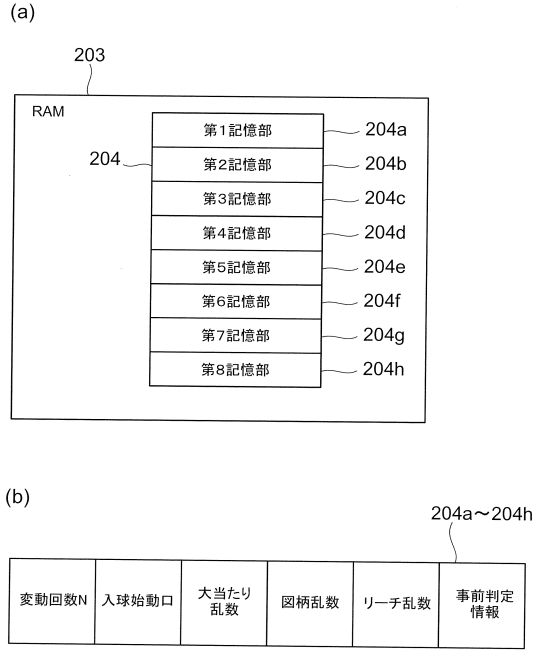 (a)
203
RAM
204
第1記憶部
204a
第2記憶部
204b
第3記憶部
204c
第4記憶部
204d
第5記憶部
204e
第6記憶部
204f
第7記憶部
204g
第8記憶部
204h
(b)
204a～204h
変動回数N
入球始動口
大当たり
乱数
図柄乱数
リーチ乱数
事前判定
情報